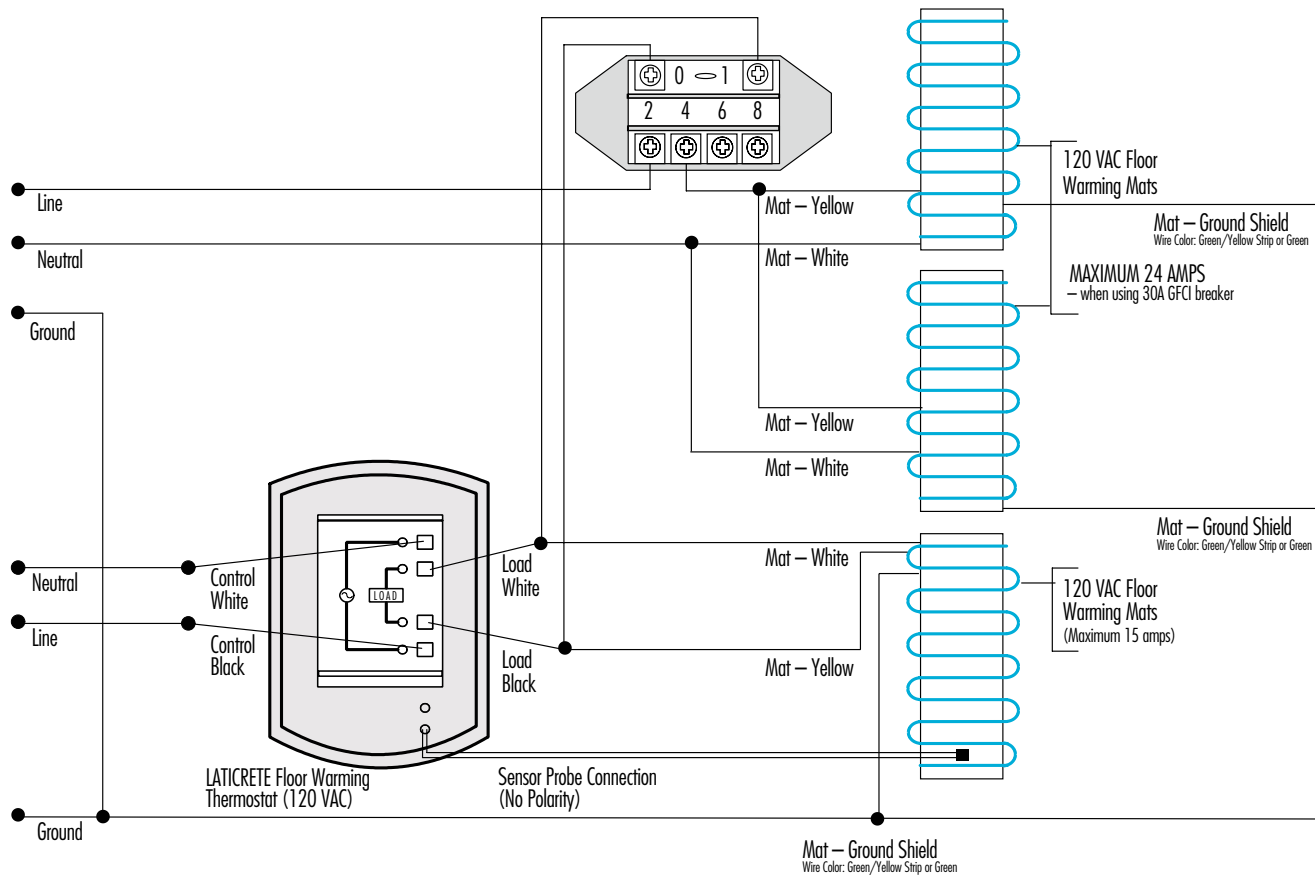 0 1
2 4 6 8
Line
Mat – Yellow
120 VAC Floor
Warming Mats
Mat – Ground Shield
Wire Color: Green/Yellow Strip or Green
Neutral
Mat – White
MAXIMUM 24 AMPS
– when using 30A GFCI breaker
Ground
Mat – Yellow
Mat – White
Mat – Ground Shield
Wire Color: Green/Yellow Strip or Green
Neutral
Control
White
LOAD
Load
White
Mat – White
120 VAC Floor
Warming Mats
(Maximum 15 amps)
Line
Control
Black
Load
Black
Mat – Yellow
LATICRETE Floor Warming
Thermostat (120 VAC)
Sensor Probe Connection
(No Polarity)
Ground
Mat – Ground Shield
Wire Color: Green/Yellow Strip or Green